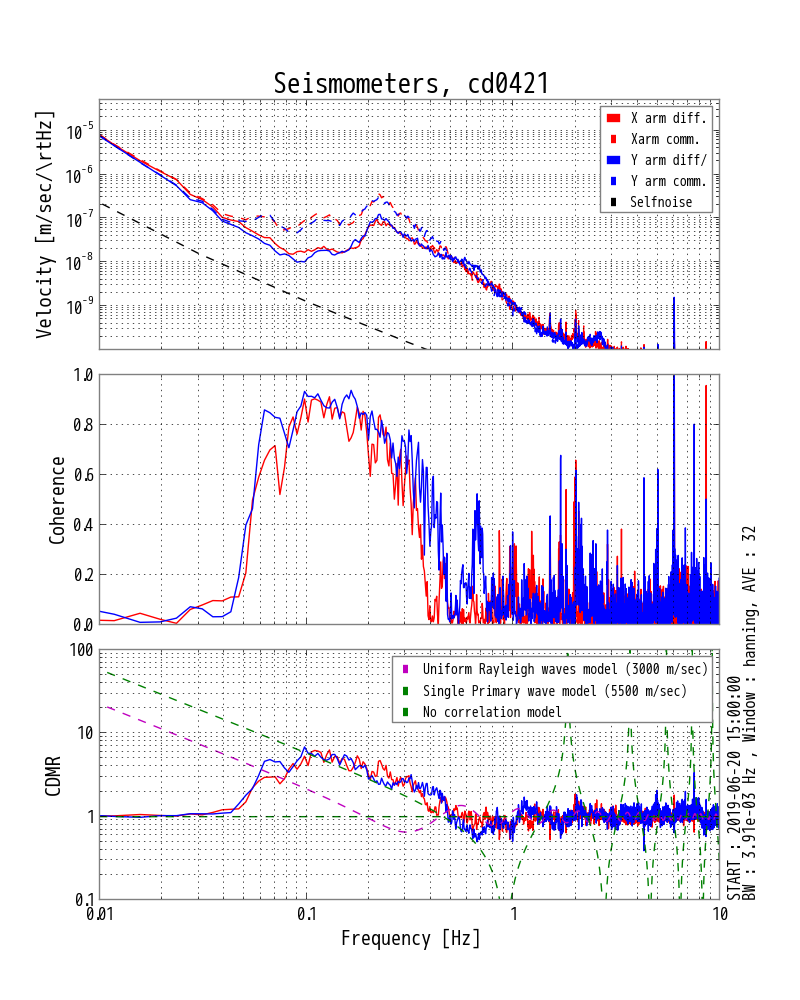 Seismometers, cd0421
Velocity [m/sec/\rtHz]
10^-5
10^-6
10^-7
10^-8
10^-9
X arm diff.
Xarm comm.
Y arm diff/
Y arm comm.
Selfnoise
Coherence
1.0
0.8
0.6
0.4
0.2
0.0
CDMR
100
10
1
0.1
Uniform Rayleigh waves model (3000 m/sec)
Single Primary wave model (5500 m/sec)
No correlation model
0.01
0.1
1
10
Frequency [Hz]
START : 2019-06-20 15:00:00
BW : 3.91e-03 Hz , Window : hanning, AVE : 32